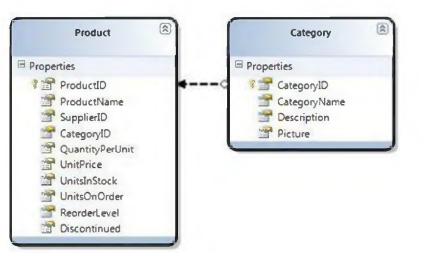 Product
Properties
ProductID
ProductName
SupplierID
CategoryID
QuantityPerUnit
UnitPrice
UnitsInStock
UnitsOnOrder
ReorderLevel
Discontinued
Category
Properties
CategoryID
CategoryName
Description
Picture